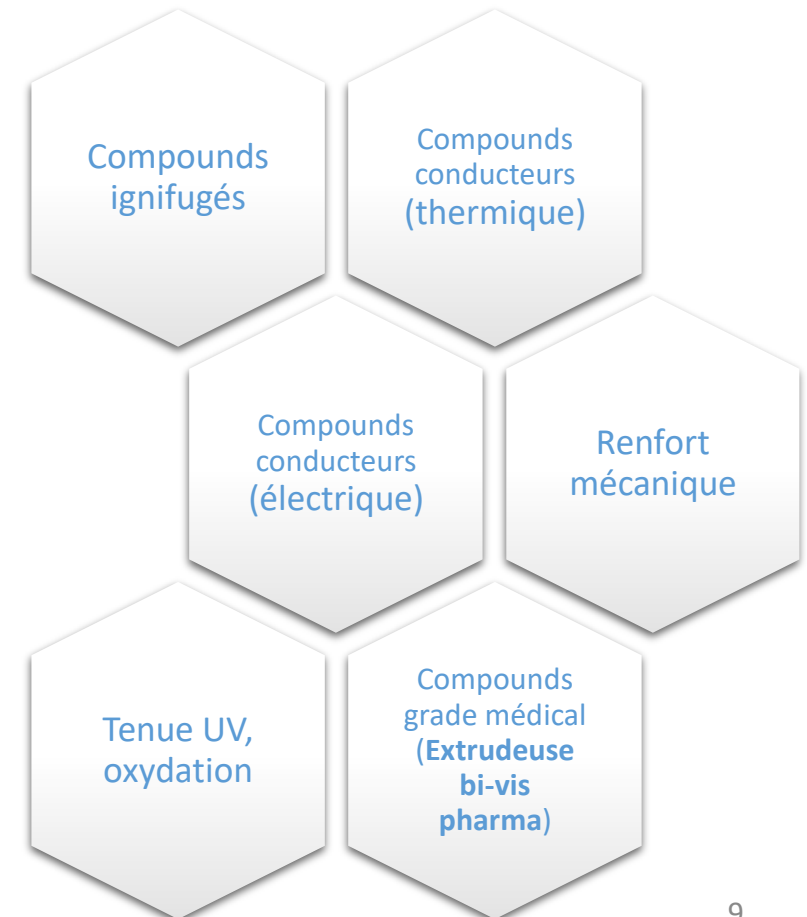 Compounds
ignifugés
Compounds
conducteurs
(thermique)
Compounds
conducteurs
(électrique)
Renfort
mécanique
Tenue UV,
oxydation
Compounds
grade médical
(Extrudeuse
bi-vis
pharma)
9